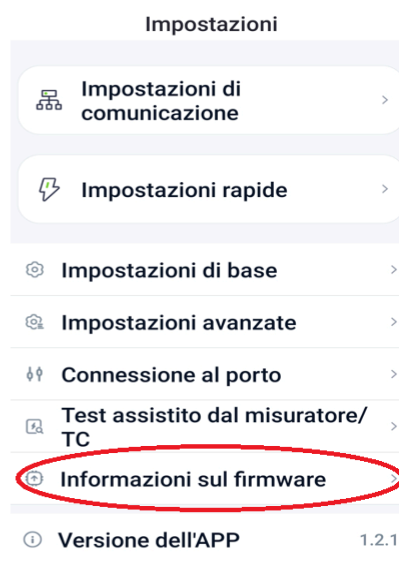 Impostazioni
Impostazioni di
comunicazione
Impostazioni rapide
Impostazioni di base
Impostazioni avanzate
Connessione al porto
Test assistito dal misuratore/
TC
Informazioni sul firmware
Versione dell'APP 1.2.1